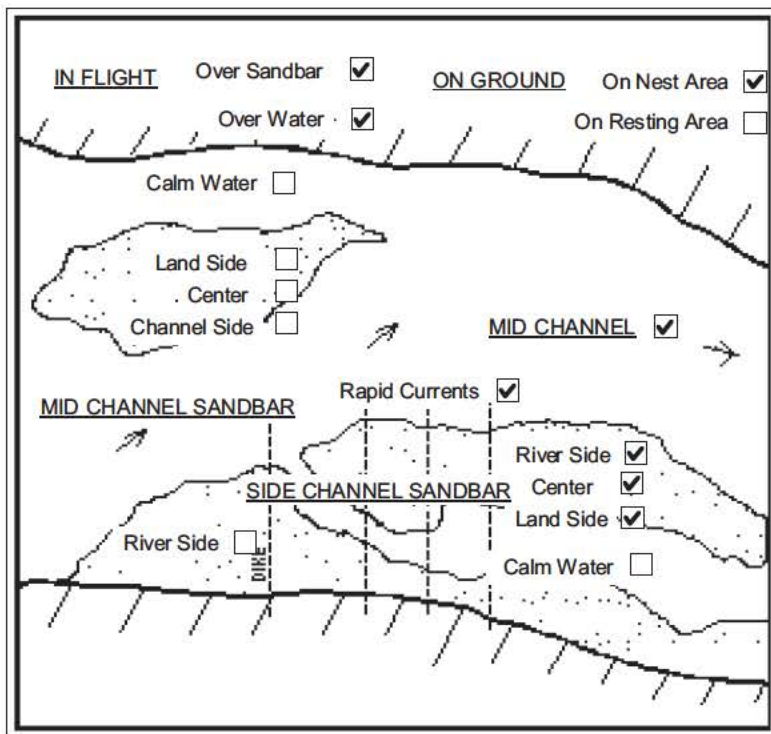 IN FLIGHT Over Sandbar ON GROUND On Nest Area
Over Water On Resting Area
Calm Water
Land Side
Center
Channel Side
MID CHANNEL
Rapid Currents
MID CHANNEL SANDBAR
River Side
SIDE CHANNEL SANDBAR Center
Land Side
River Side
DIKE
Calm Water